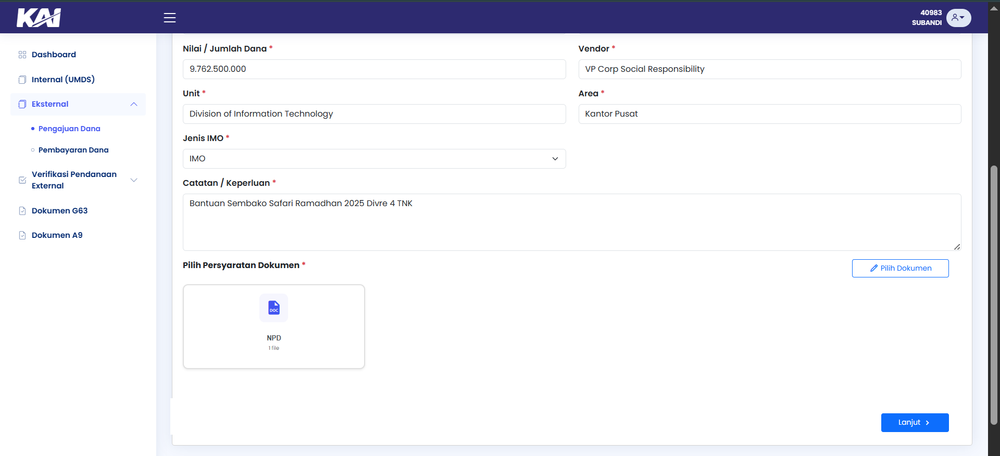 KAI
40983
SUBANDI
Dashboard
Internal (UMDS)
Eksternal
Pengajuan Dana
Pembayaran Dana
Verifikasi Pendanaan
External
Dokumen G63
Dokumen A9
Nilai / Jumlah Dana *
9.762.500.000
Vendor *
VP Corp Social Responsibility
Unit *
Division of Information Technology
Area *
Kantor Pusat
Jenis IMO *
IMO
Catatan / Keperluan *
Bantuan Sembako Safari Ramadhan 2025 Divre 4 TNK
Pilih Persyaratan Dokumen *
Pilih Dokumen
DOC
NPD
1 file
Lanjut